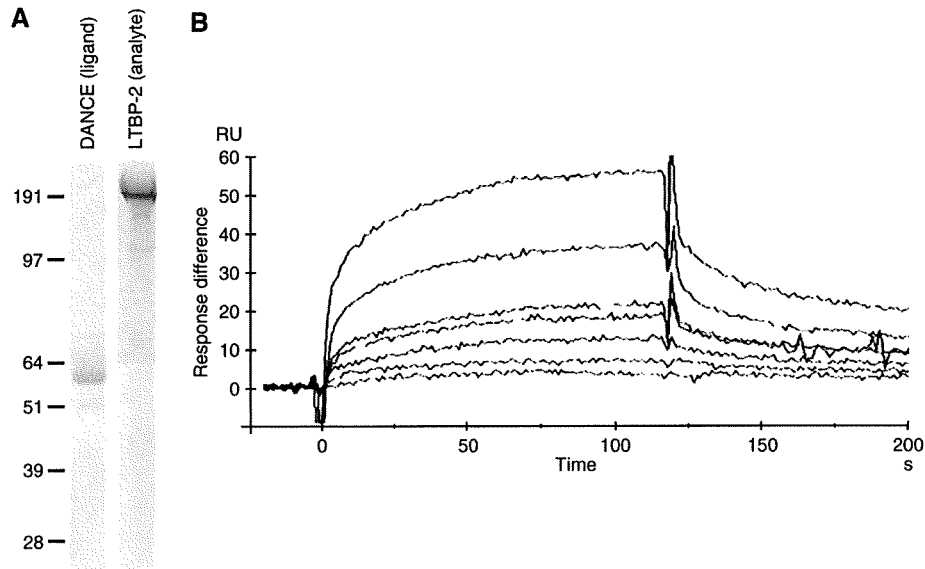 A
B
DANCE (ligand)
LTBP-2 (analyte)
191
97
64
51
39
28
RU
60
50
40
30
20
10
0
Response difference
0
50
100
150
200
Time
s